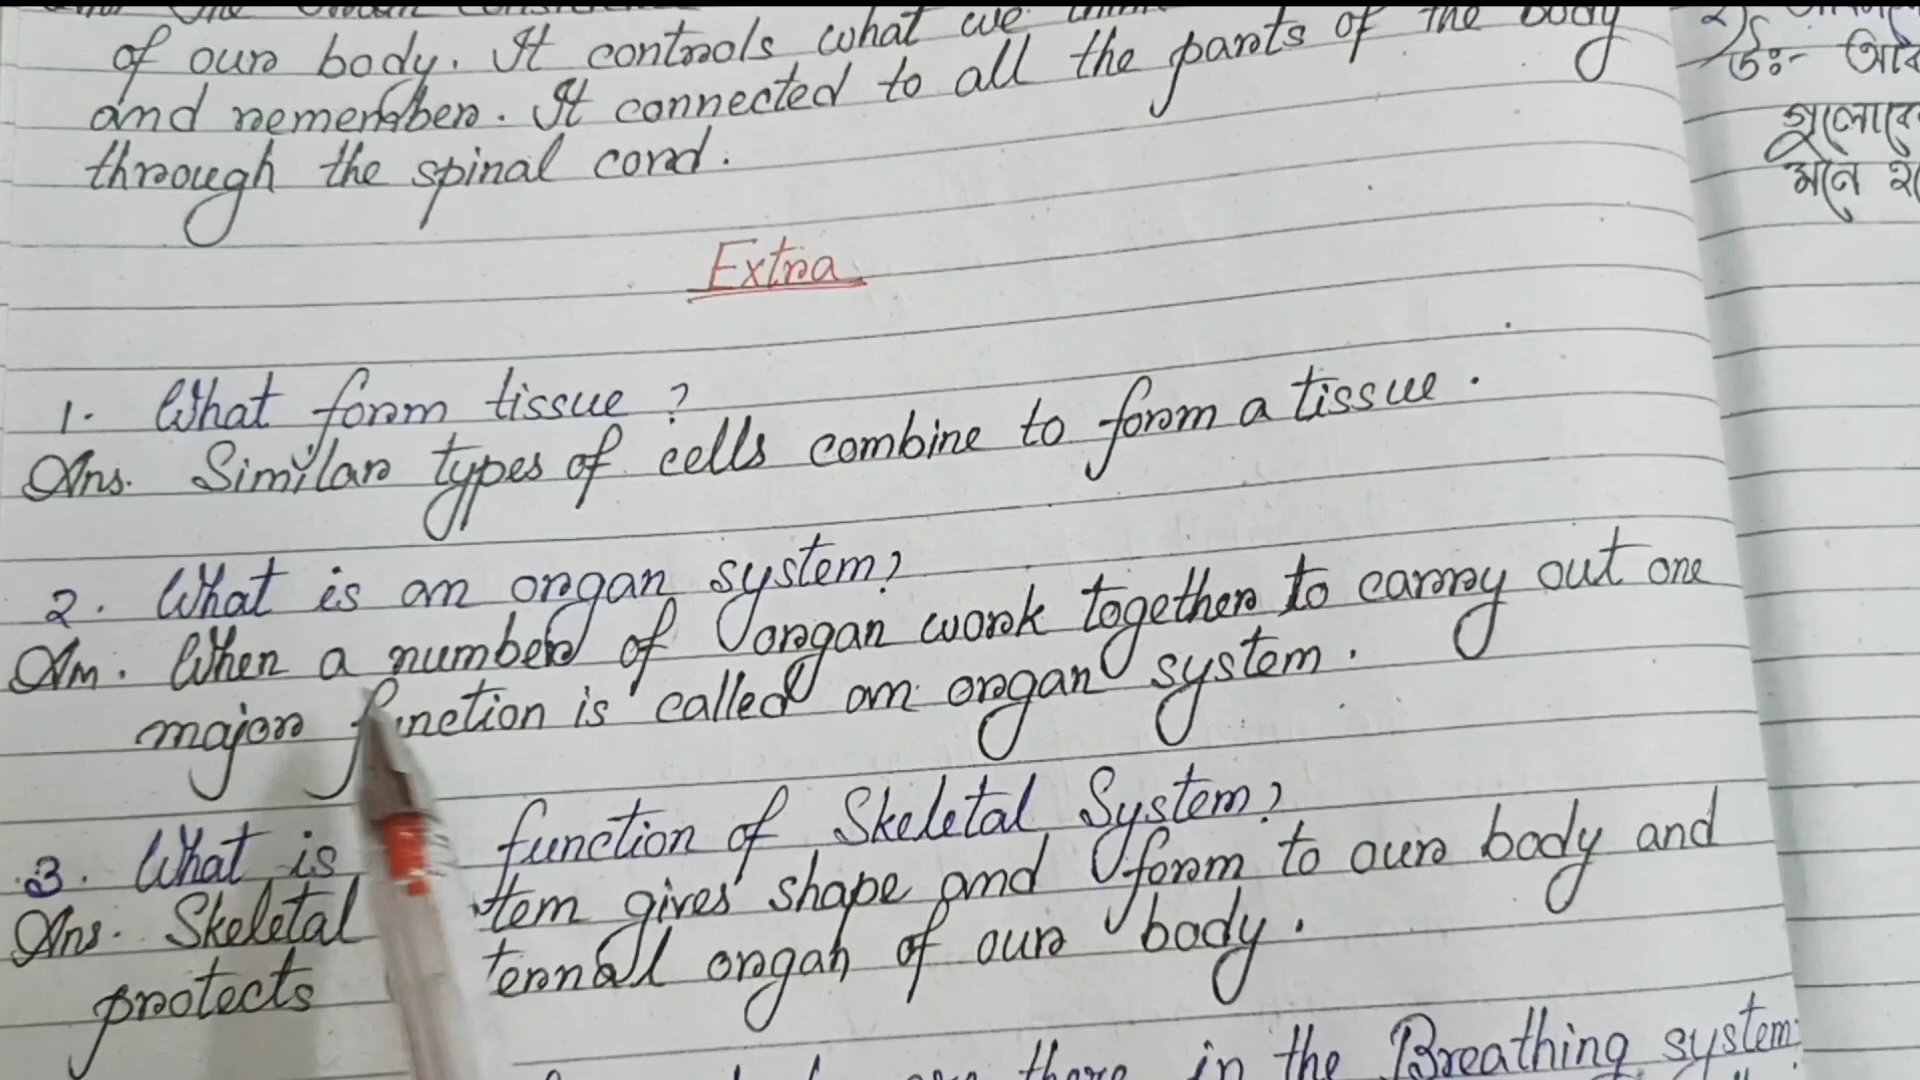 of our body. It controls what we
and remember. It connected to all the parts of the body
through the spinal cord.
Extra
1. What form tissue?
Ans. Similar types of cells combine to form a tissue.
2. What is an organ system?
Ans. When a number of organ work together to carry out one
major function is called an organ system.
3. What is function of Skeletal System?
Ans. Skeletal tem gives shape and form to our body and
protects ternal organ of our body.
there in the Breathing system
উঃ-
মনে